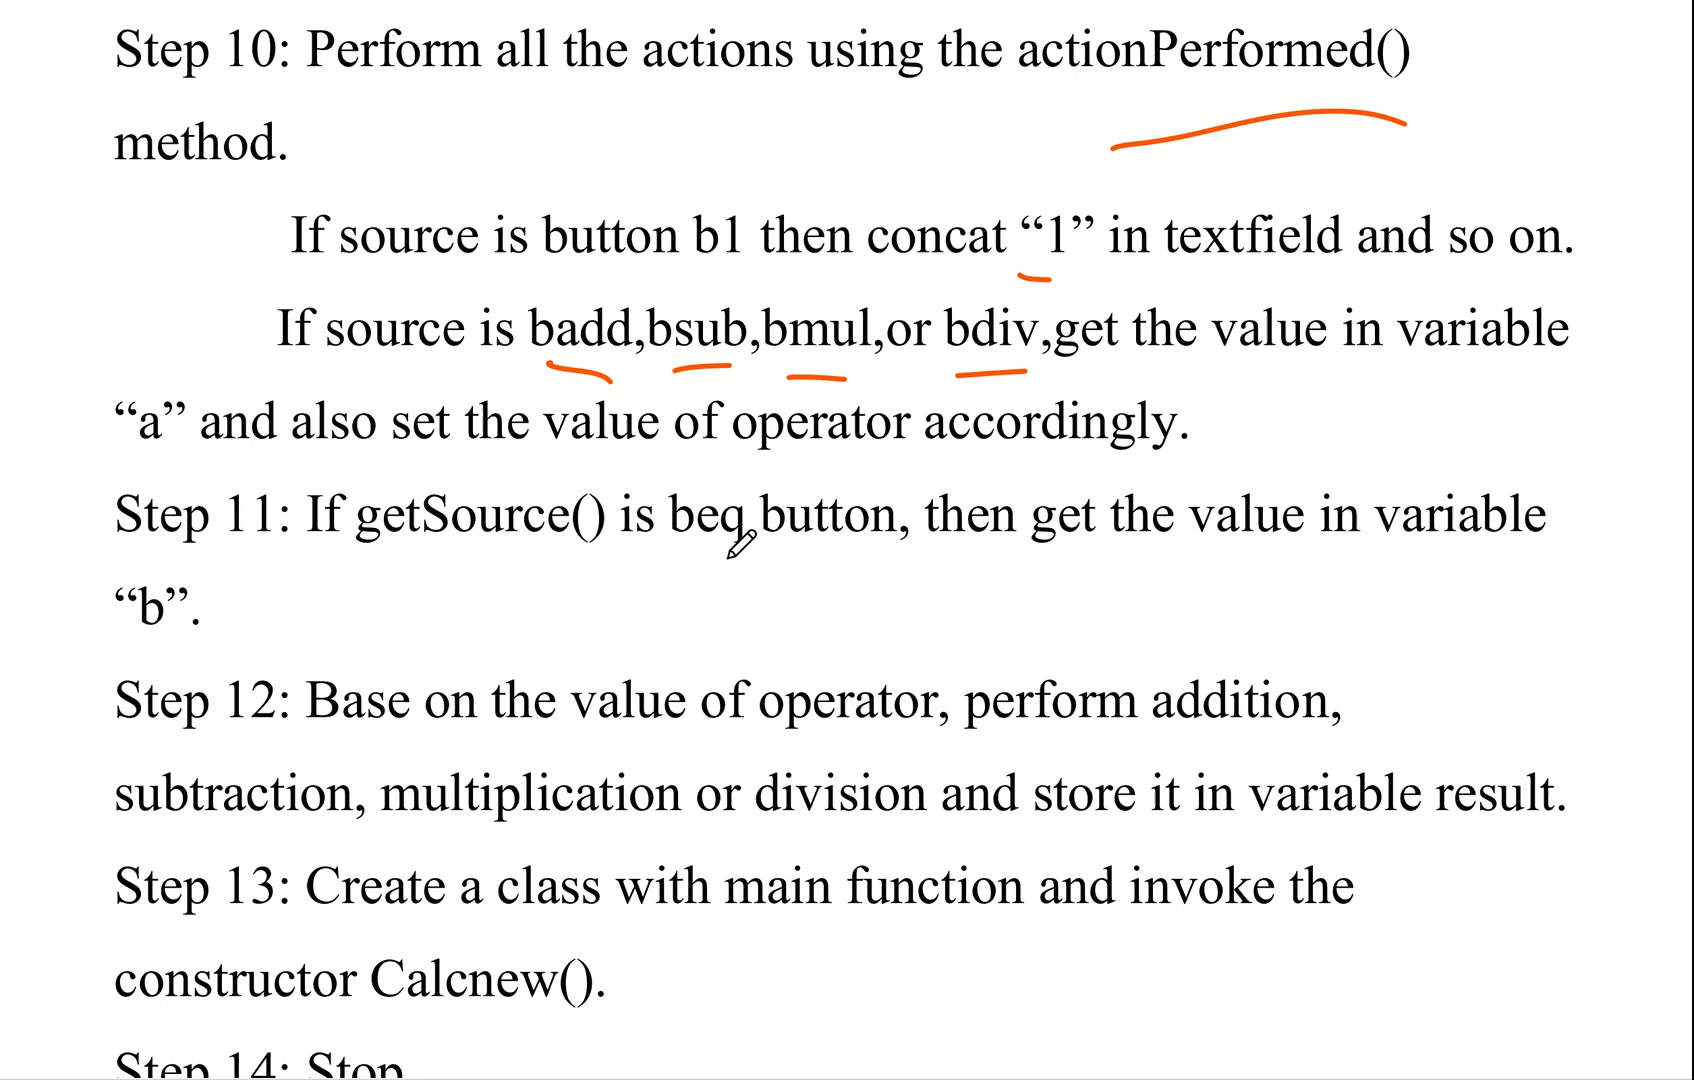 Step 10: Perform all the actions using the actionPerformed()
method.
If source is button b1 then concat “1” in textfield and so on.
If source is badd,bsub,bmul,or bdiv,get the value in variable
“a” and also set the value of operator accordingly.
Step 11: If getSource() is beq button, then get the value in variable
“b”.
Step 12: Base on the value of operator, perform addition,
subtraction, multiplication or division and store it in variable result.
Step 13: Create a class with main function and invoke the
constructor Calcnew().
Step 14: Stop